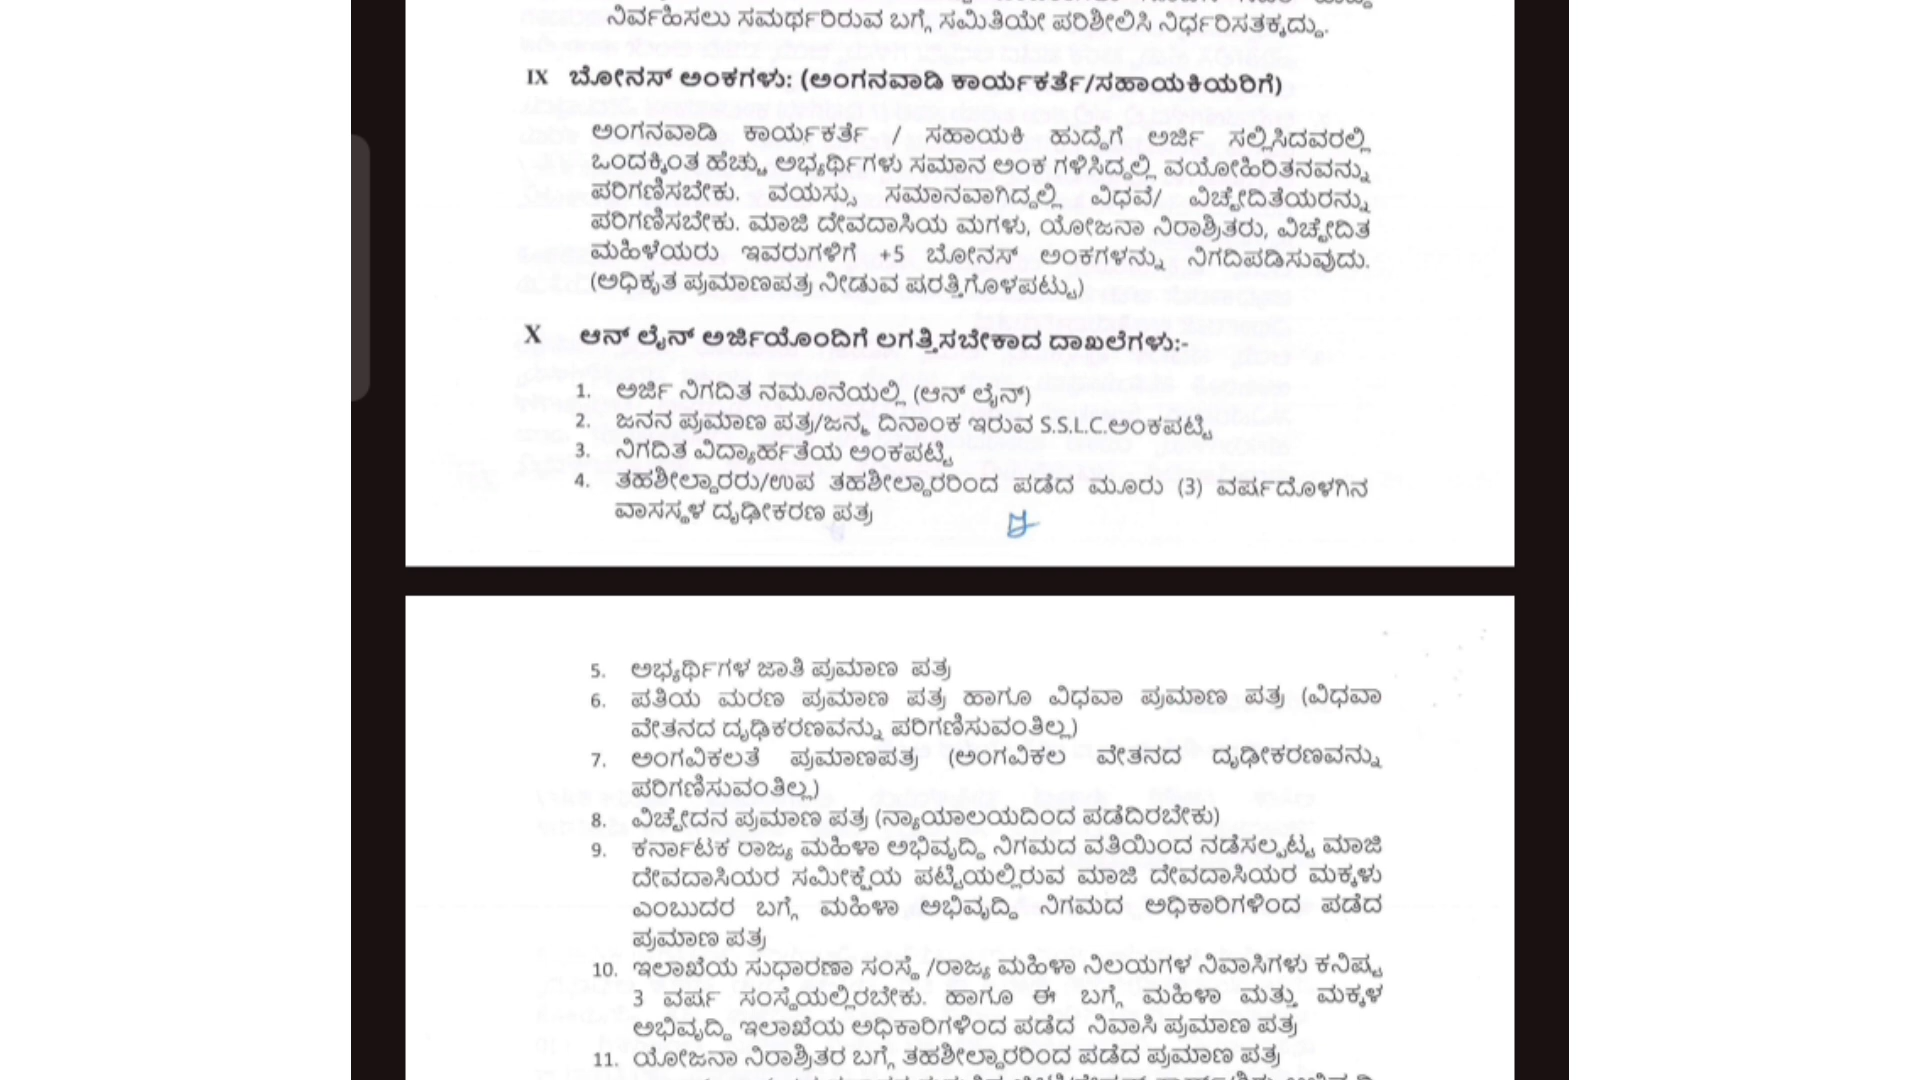 ನಿರ್ವಹಿಸಲು ಸಮರ್ಥರಿರುವ ಬಗ್ಗೆ ಸಮಿತಿಯೇ ಪರಿಶೀಲಿಸಿ ನಿರ್ಧರಿಸತಕ್ಕದ್ದು.
IX ಬೋನಸ್ ಅಂಕಗಳು: (ಅಂಗನವಾಡಿ ಕಾರ್ಯಕರ್ತೆ/ಸಹಾಯಕಿಯರಿಗೆ)
ಅಂಗನವಾಡಿ ಕಾರ್ಯಕರ್ತೆ / ಸಹಾಯಕಿ ಹುದ್ದೆಗೆ ಅರ್ಜಿ ಸಲ್ಲಿಸಿದವರಲ್ಲಿ
ಒಂದಕ್ಕಿಂತ ಹೆಚ್ಚು ಅಭ್ಯರ್ಥಿಗಳು ಸಮಾನ ಅಂಕ ಗಳಿಸಿದ್ದಲ್ಲಿ ವಯೋಹಿರಿತನವನ್ನು
ಪರಿಗಣಿಸಬೇಕು. ವಯಸ್ಸು ಸಮಾನವಾಗಿದ್ದಲ್ಲಿ ವಿಧವೆ/ ವಿಚ್ಛೇದಿತೆಯರನ್ನು
ಪರಿಗಣಿಸಬೇಕು. ಮಾಜಿ ದೇವದಾಸಿಯ ಮಗಳು, ಯೋಜನಾ ನಿರಾಶ್ರಿತರು, ವಿಚ್ಛೇದಿತ
ಮಹಿಳೆಯರು ಇವರುಗಳಿಗೆ +5 ಬೋನಸ್ ಅಂಕಗಳನ್ನು ನಿಗದಿಪಡಿಸುವುದು.
(ಅಧಿಕೃತ ಪ್ರಮಾಣಪತ್ರ ನೀಡುವ ಷರತ್ತಿಗೊಳಪಟ್ಟು)
X ಆನ್ ಲೈನ್ ಅರ್ಜಿಯೊಂದಿಗೆ ಲಗತ್ತಿಸಬೇಕಾದ ದಾಖಲೆಗಳು:-
1. ಅರ್ಜಿ ನಿಗದಿತ ನಮೂನೆಯಲ್ಲಿ (ಆನ್ ಲೈನ್)
2. ಜನನ ಪ್ರಮಾಣ ಪತ್ರ/ಜನ್ಮ ದಿನಾಂಕ ಇರುವ S.S.L.C.ಅಂಕಪಟ್ಟಿ
3. ನಿಗದಿತ ವಿದ್ಯಾರ್ಹತೆಯ ಅಂಕಪಟ್ಟಿ
4. ತಹಶೀಲ್ದಾರರು/ಉಪ ತಹಶೀಲ್ದಾರರಿಂದ ಪಡೆದ ಮೂರು (3) ವರ್ಷದೊಳಗಿನ
ವಾಸಸ್ಥಳ ದೃಢೀಕರಣ ಪತ್ರ
5. ಅಭ್ಯರ್ಥಿಗಳ ಜಾತಿ ಪ್ರಮಾಣ ಪತ್ರ
6. ಪತಿಯ ಮರಣ ಪ್ರಮಾಣ ಪತ್ರ ಹಾಗೂ ವಿಧವಾ ಪ್ರಮಾಣ ಪತ್ರ (ವಿಧವಾ
ವೇತನದ ದೃಢಿಕರಣವನ್ನು ಪರಿಗಣಿಸುವಂತಿಲ್ಲ)
7. ಅಂಗವಿಕಲತೆ ಪ್ರಮಾಣಪತ್ರ (ಅಂಗವಿಕಲ ವೇತನದ ದೃಢೀಕರಣವನ್ನು
ಪರಿಗಣಿಸುವಂತಿಲ್ಲ)
8. ವಿಚ್ಛೇದನ ಪ್ರಮಾಣ ಪತ್ರ (ನ್ಯಾಯಾಲಯದಿಂದ ಪಡೆದಿರಬೇಕು)
9. ಕರ್ನಾಟಕ ರಾಜ್ಯ ಮಹಿಳಾ ಅಭಿವೃದ್ದಿ ನಿಗಮದ ವತಿಯಿಂದ ನಡೆಸಲ್ಪಟ್ಟ ಮಾಜಿ
ದೇವದಾಸಿಯರ ಸಮೀಕ್ಷೆಯ ಪಟ್ಟಿಯಲ್ಲಿರುವ ಮಾಜಿ ದೇವದಾಸಿಯರ ಮಕ್ಕಳು
ಎಂಬುದರ ಬಗ್ಗೆ ಮಹಿಳಾ ಅಭಿವೃದ್ದಿ ನಿಗಮದ ಅಧಿಕಾರಿಗಳಿಂದ ಪಡೆದ
ಪ್ರಮಾಣ ಪತ್ರ
10. ಇಲಾಖೆಯ ಸುಧಾರಣಾ ಸಂಸ್ಥೆ /ರಾಜ್ಯ ಮಹಿಳಾ ನಿಲಯಗಳ ನಿವಾಸಿಗಳು ಕನಿಷ್ಟ
3 ವರ್ಷ ಸಂಸ್ಥೆಯಲ್ಲಿರಬೇಕು. ಹಾಗೂ ಈ ಬಗ್ಗೆ ಮಹಿಳಾ ಮತ್ತು ಮಕ್ಕಳ
ಅಭಿವೃದ್ದಿ ಇಲಾಖೆಯ ಅಧಿಕಾರಿಗಳಿಂದ ಪಡೆದ ನಿವಾಸಿ ಪ್ರಮಾಣ ಪತ್ರ
11. ಯೋಜನಾ ನಿರಾಶ್ರಿತರ ಬಗ್ಗೆ ತಹಶೀಲ್ದಾರರಿಂದ ಪಡೆದ ಪ್ರಮಾಣ ಪತ್ರ